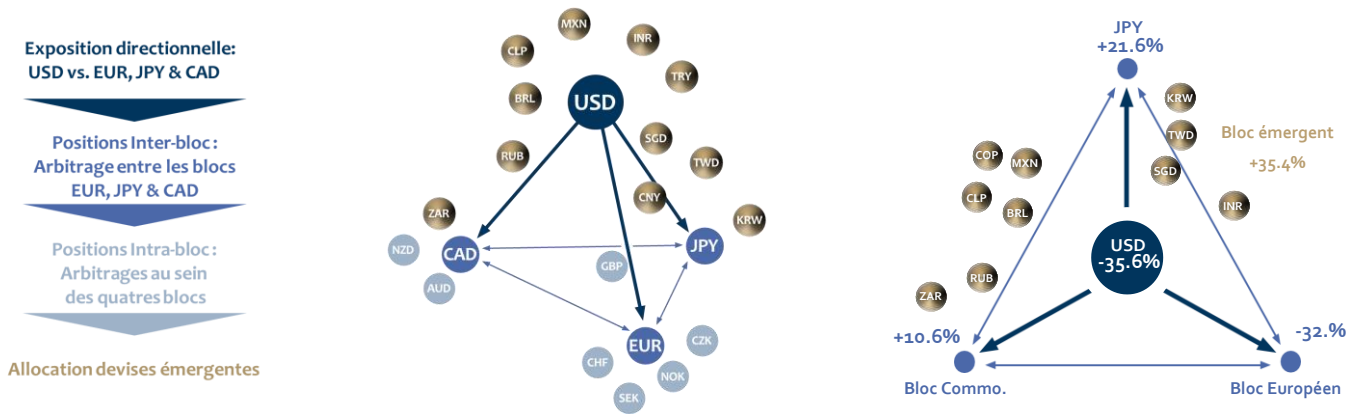 Exposition directionnelle:
USD vs. EUR, JPY & CAD
Positions Inter-bloc :
Arbitrage entre les blocs
EUR, JPY & CAD
Positions Intra-bloc :
Arbitrages au sein
des quatres blocs
Allocation devises émergentes
MXN
INR
CLP
TRY
BRL
USD
SGD
RUB
TWD
CNY
ZAR
KRW
NZD
CAD
JPY
GBP
AUD
EUR
CZK
CHF
NOK
SEK
JPY
+21.6%
KRW
TWD
Bloc émergent
+35.4%
COP
MXN
SGD
CLP
BRL
INR
USD
-35.6%
RUB
ZAR
+10.6%
-32.%
Bloc Commo.
Bloc Européen